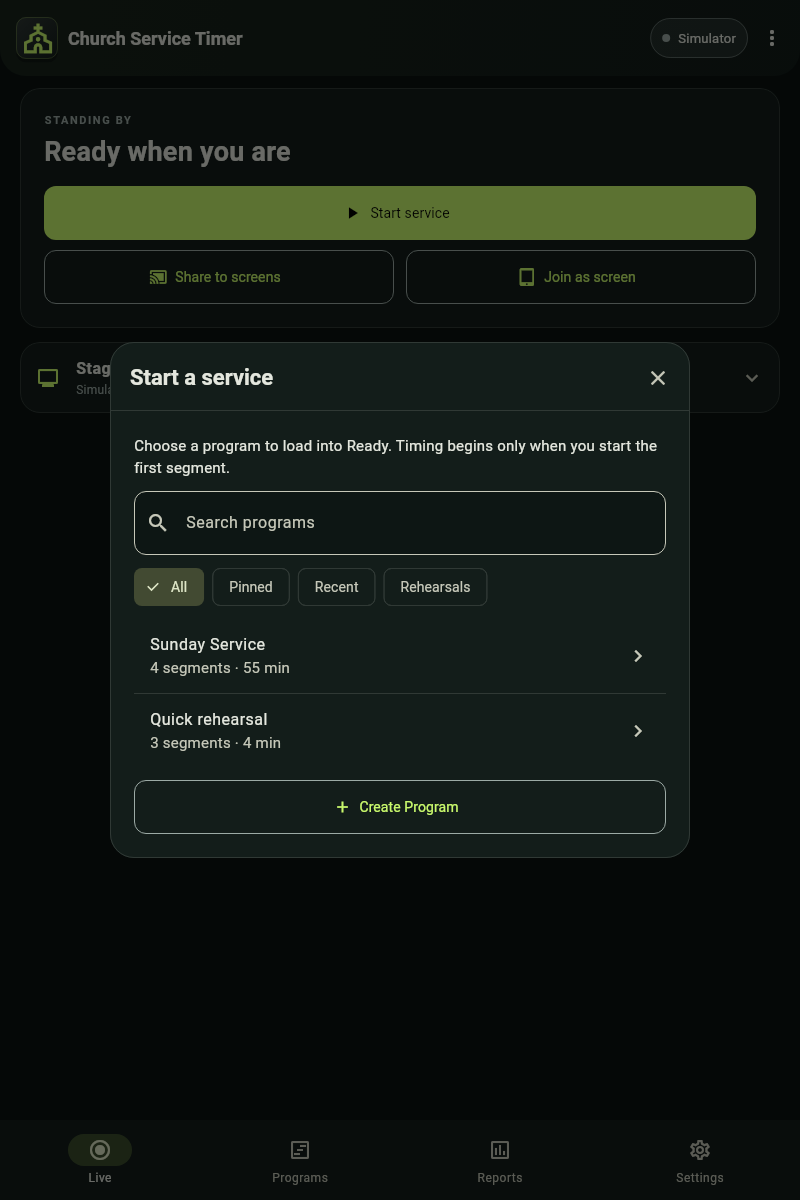 Church Service Timer
Simulator
STANDING BY
Ready when you are
Start service
Share to screens
Join as screen
Start a service
Choose a program to load into Ready. Timing begins only when you start the
first segment.
Search programs
All
Pinned
Recent
Rehearsals
Sunday Service
4 segments · 55 min
Quick rehearsal
3 segments · 4 min
Create Program
Live
Programs
Reports
Settings